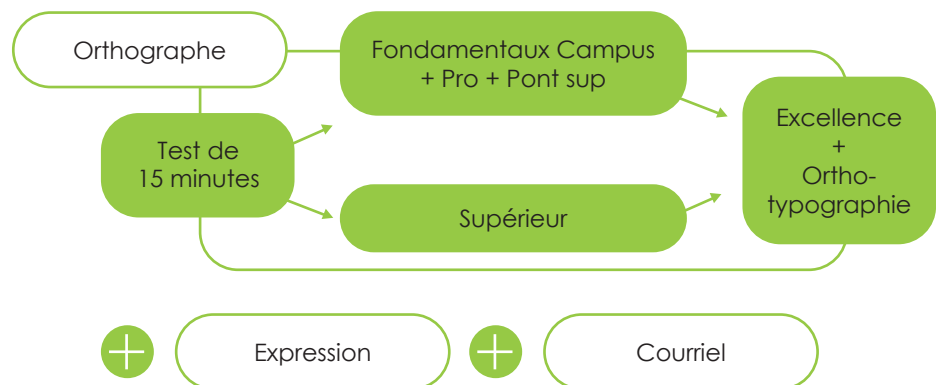 Orthographe
Fondamentaux Campus
+ Pro + Pont sup
Test de
15 minutes
Supérieur
Excellence
+
Ortho-
typographie
Expression
Courriel